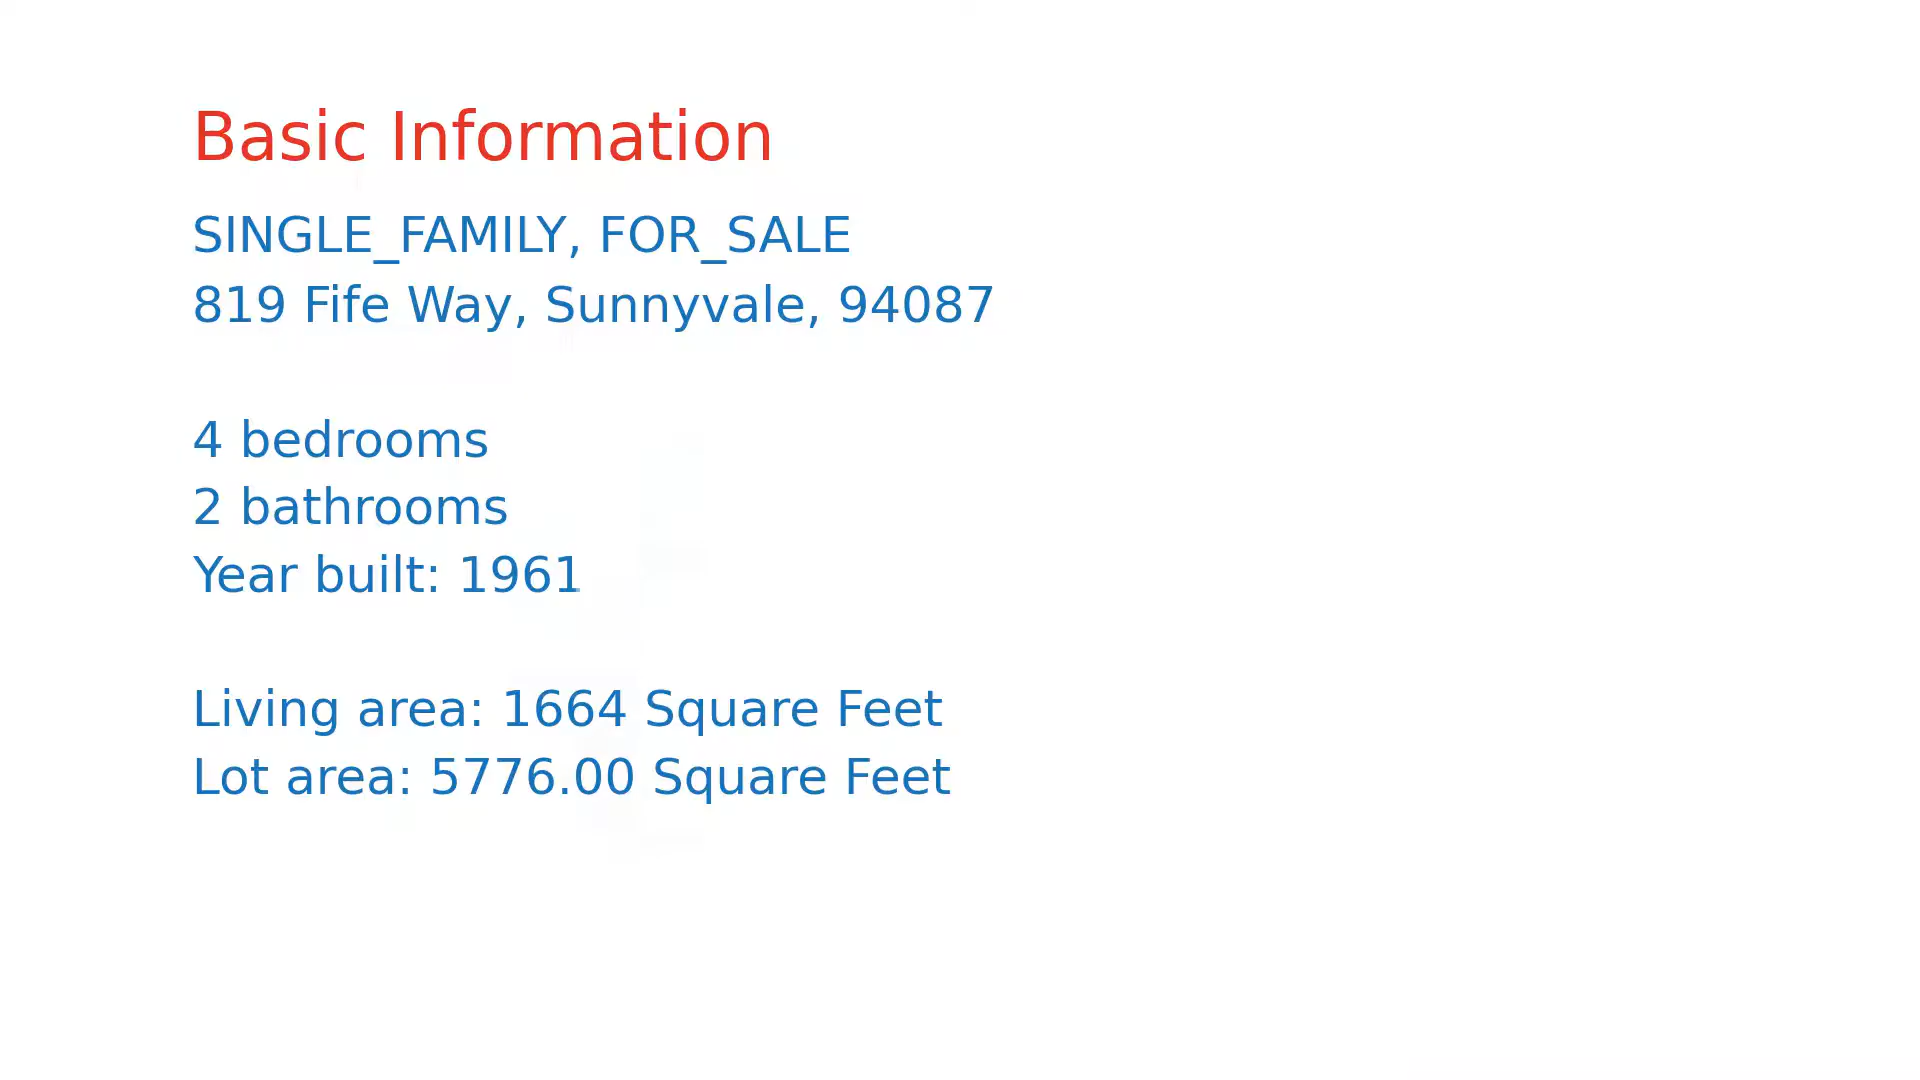 Basic Information
SINGLE_FAMILY, FOR_SALE
819 Fife Way, Sunnyvale, 94087
4 bedrooms
2 bathrooms
Year built: 1961
Living area: 1664 Square Feet
Lot area: 5776.00 Square Feet